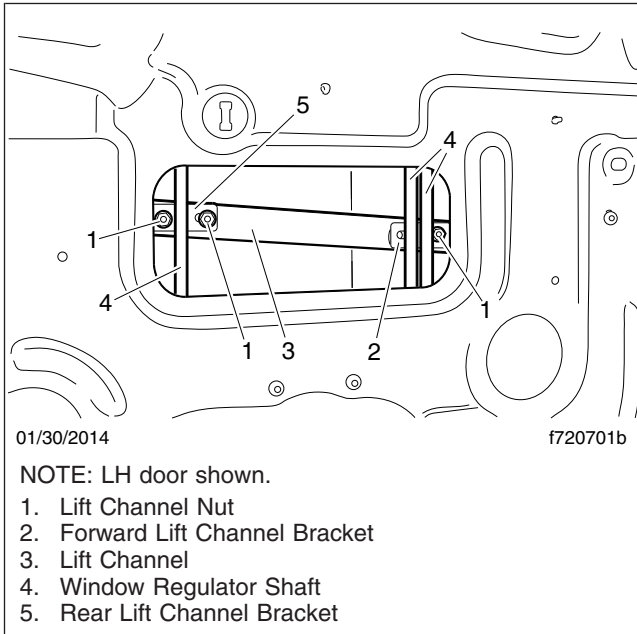 5
4
1
4
1
3
2
1
01/30/2014
f720701b
NOTE: LH door shown.
1. Lift Channel Nut
2. Forward Lift Channel Bracket
3. Lift Channel
4. Window Regulator Shaft
5. Rear Lift Channel Bracket